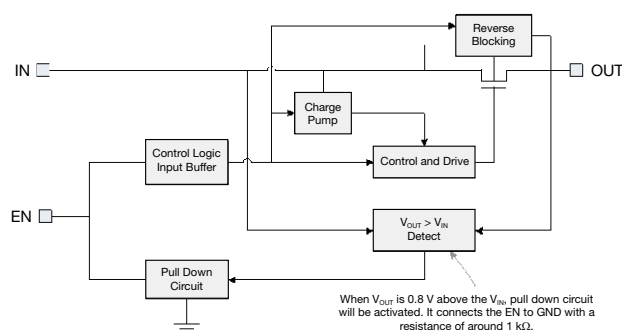 Reverse
Blocking
IN
OUT
Charge
Pump
Control Logic
Input Buffer
Control and Drive
EN
VOUT > VIN
Detect
Pull Down
Circuit
When VOUT is 0.8 V above the VIN, pull down circuit
will be activated. It connects the EN to GND with a
resistance of around 1 kΩ.